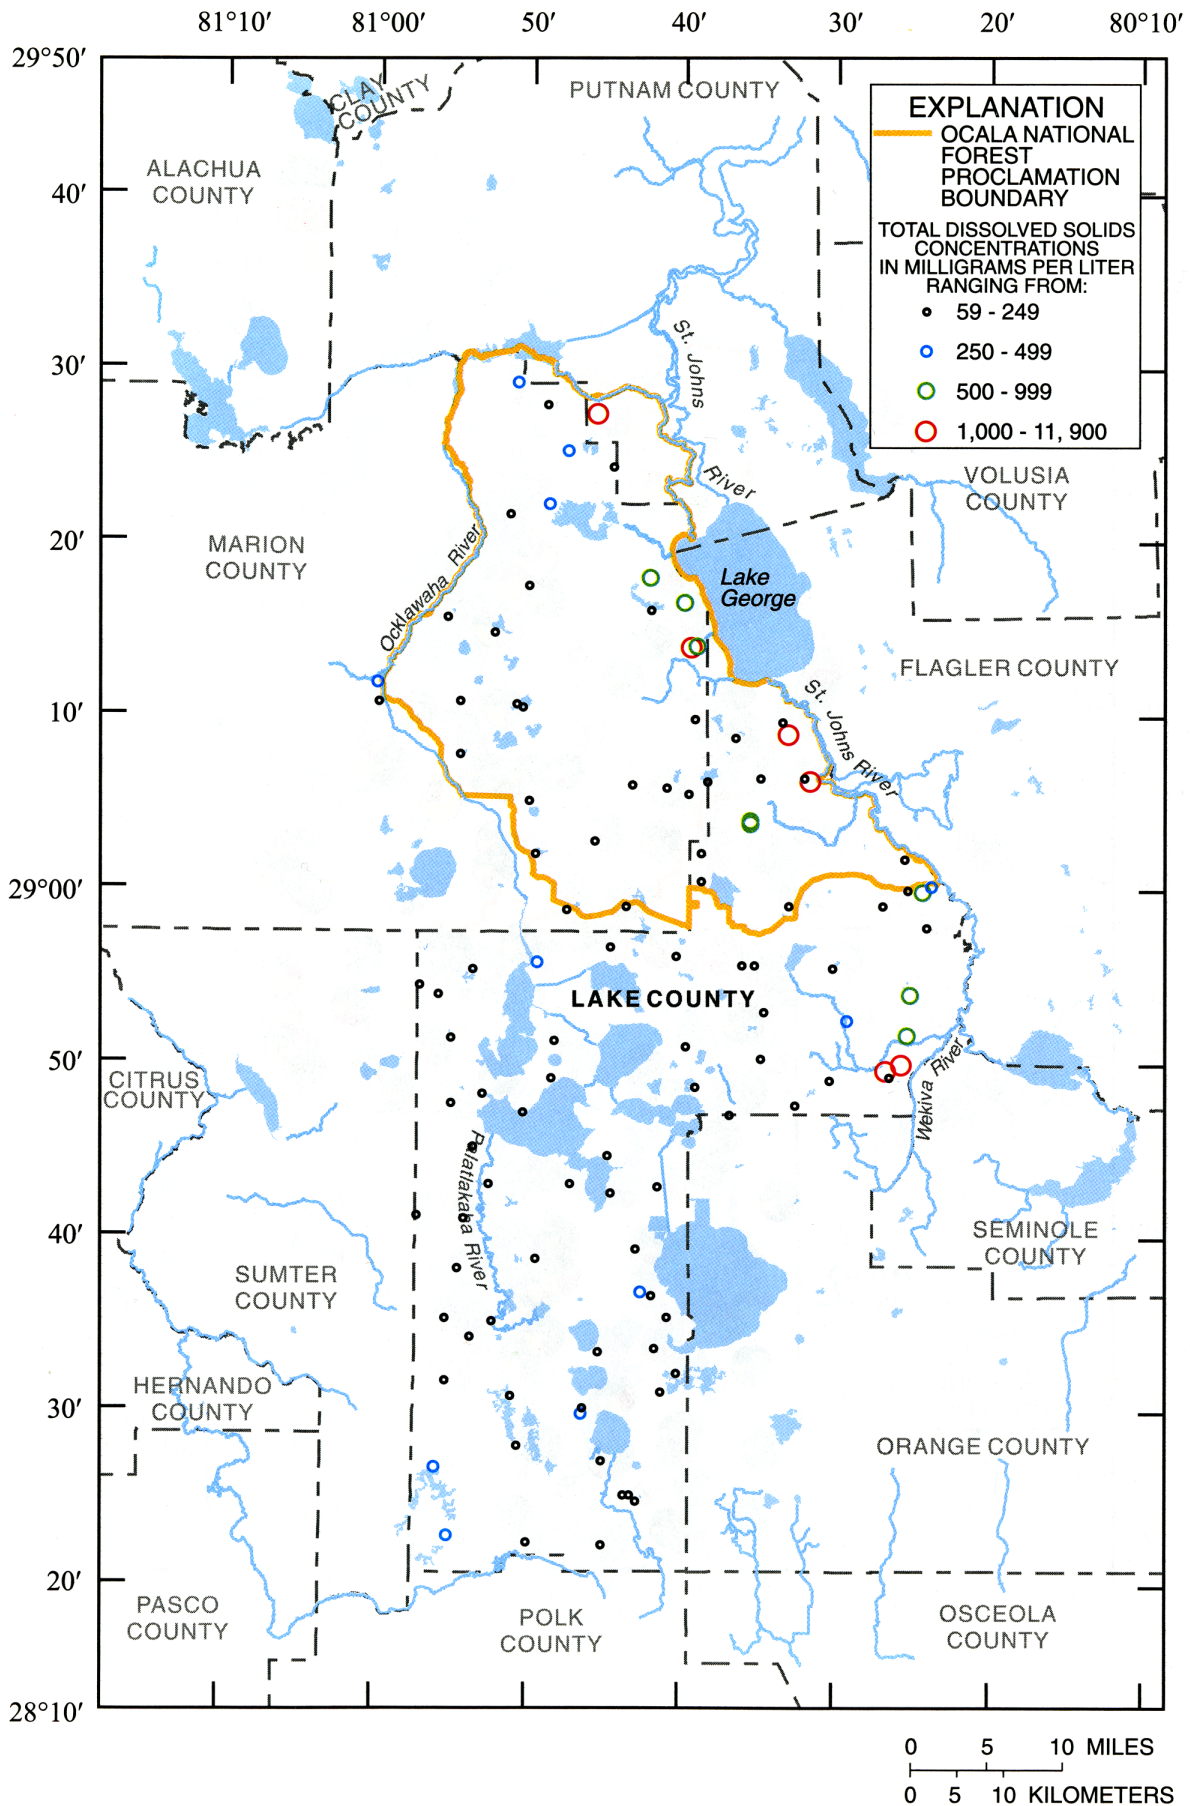 81°10′ 81°00′ 50′ 40′ 30′ 20′ 80°10′
29°50′
40′
30′
20′
10′
29°00′
50′
40′
30′
20′
28°10′
CLAY
COUNTY
PUTNAM COUNTY
ALACHUA
COUNTY
EXPLANATION
OCALA NATIONAL
FOREST
PROCLAMATION
BOUNDARY
TOTAL DISSOLVED SOLIDS
CONCENTRATIONS
IN MILLIGRAMS PER LITER
RANGING FROM:
59 - 249
250 - 499
500 - 999
1,000 - 11, 900
St. Johns
River
VOLUSIA
COUNTY
MARION
COUNTY
Ocklawaha River
Lake
George
FLAGLER COUNTY
St. Johns River
LAKE COUNTY
CITRUS
COUNTY
Wekiva River
Palatlakaha River
SEMINOLE
COUNTY
SUMTER
COUNTY
HERNANDO
COUNTY
ORANGE COUNTY
PASCO
COUNTY
POLK
COUNTY
OSCEOLA
COUNTY
0 5 10 MILES
0 5 10 KILOMETERS